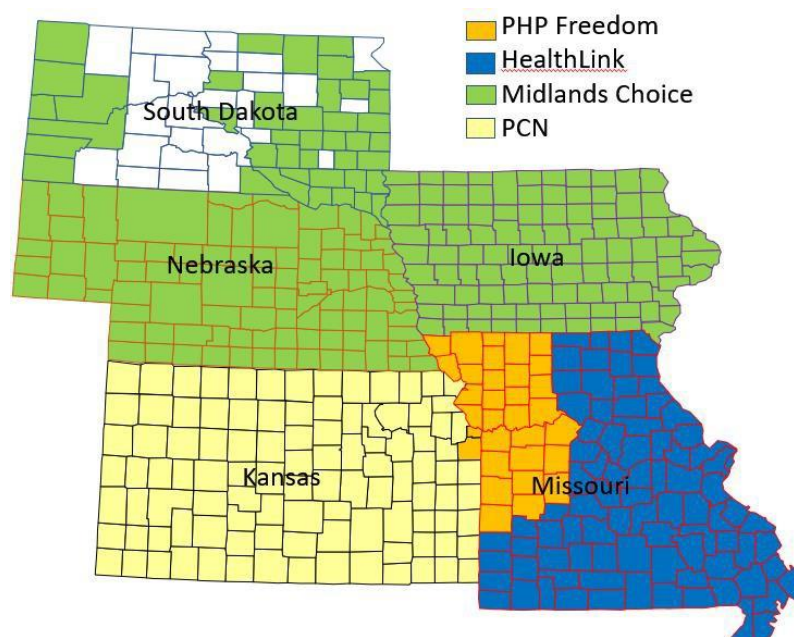 PHP Freedom
HealthLink
Midlands Choice
PCN
South Dakota
Nebraska
Iowa
Kansas
Missouri